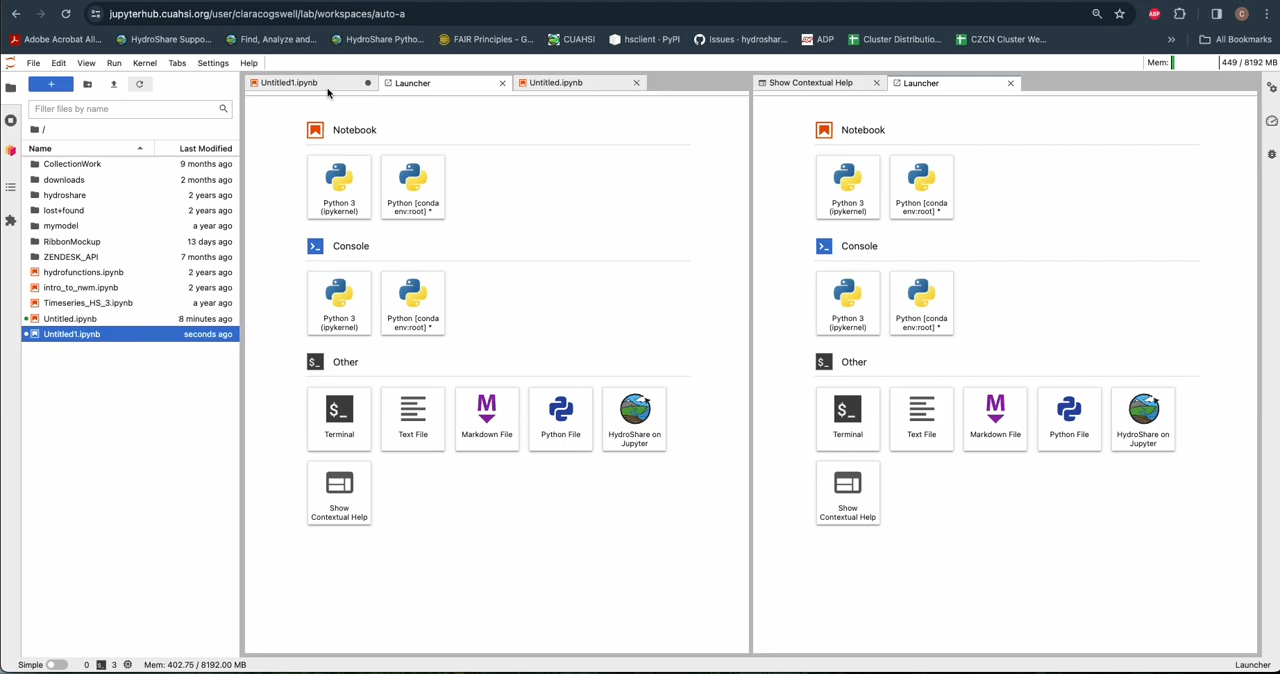 jupyterhub.cuahsi.org/user/claracogswell/lab/workspaces/auto-a
ABP
C
Adobe Acrobat All...
HydroShare Suppo...
Find, Analyze and...
HydroShare Pytho...
FAIR Principles – G...
CUAHSI
hsclient · PyPI
Issues · hydroshar...
ADP
Cluster Distributio...
CZCN Cluster We...
»
All Bookmarks
File Edit View Run Kernel Tabs Settings Help
Mem:
449 / 8192 MB
+
Filter files by name
/
Name Last Modified
CollectionWork 9 months ago
downloads 2 months ago
hydroshare 2 years ago
lost+found 2 years ago
mymodel a year ago
RibbonMockup 13 days ago
ZENDESK_API 7 months ago
hydrofunctions.ipynb 2 years ago
intro_to_nwm.ipynb 2 years ago
Timeseries_HS_3.ipynb a year ago
Untitled.ipynb 8 minutes ago
Untitled1.ipynb seconds ago
Untitled1.ipynb
Launcher
Untitled.ipynb
Notebook
Python 3
(ipykernel)
Python [conda
env:root] *
Console
Python 3
(ipykernel)
Python [conda
env:root] *
$_ Other
$_
Terminal
Text File
M
Markdown File
Python File
HydroShare on
Jupyter
Show
Contextual Help
Show Contextual Help
Launcher
Notebook
Python 3
(ipykernel)
Python [conda
env:root] *
Console
Python 3
(ipykernel)
Python [conda
env:root] *
$_ Other
$_
Terminal
Text File
M
Markdown File
Python File
HydroShare on
Jupyter
Show
Contextual Help
Simple 0 $_ 3 Mem: 402.75 / 8192.00 MB
Launcher